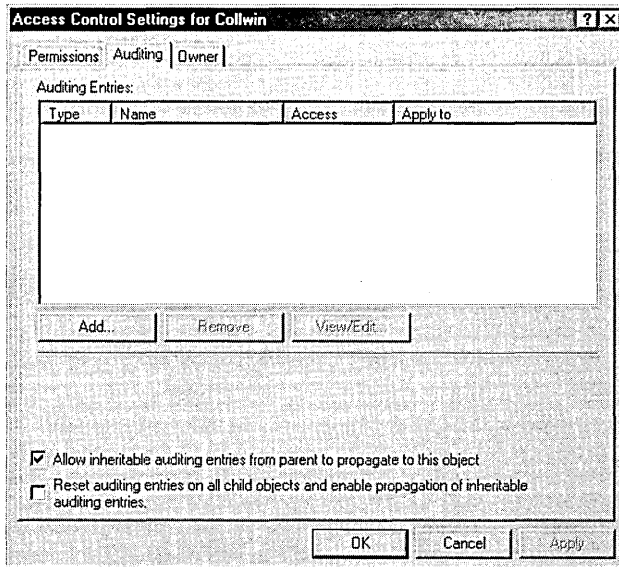 Access Control Settings for Collwin
Permissions Auditing Owner
Auditing Entries:
Type Name Access Apply to
Add... Remove View/Edit...
Allow inheritable auditing entries from parent to propagate to this object
Reset auditing entries on all child objects and enable propagation of inheritable
auditing entries.
OK Cancel Apply